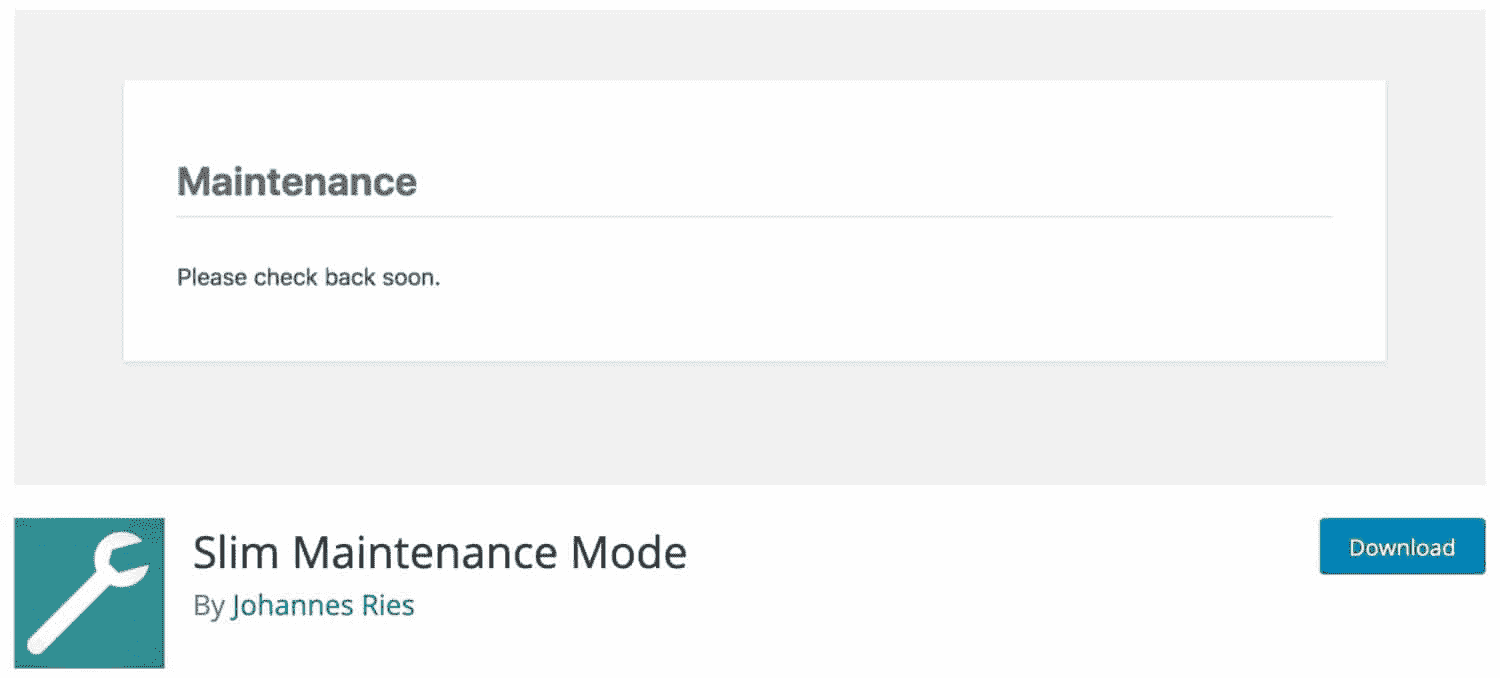 Maintenance
Please check back soon.
Slim Maintenance Mode
By Johannes Ries
Download